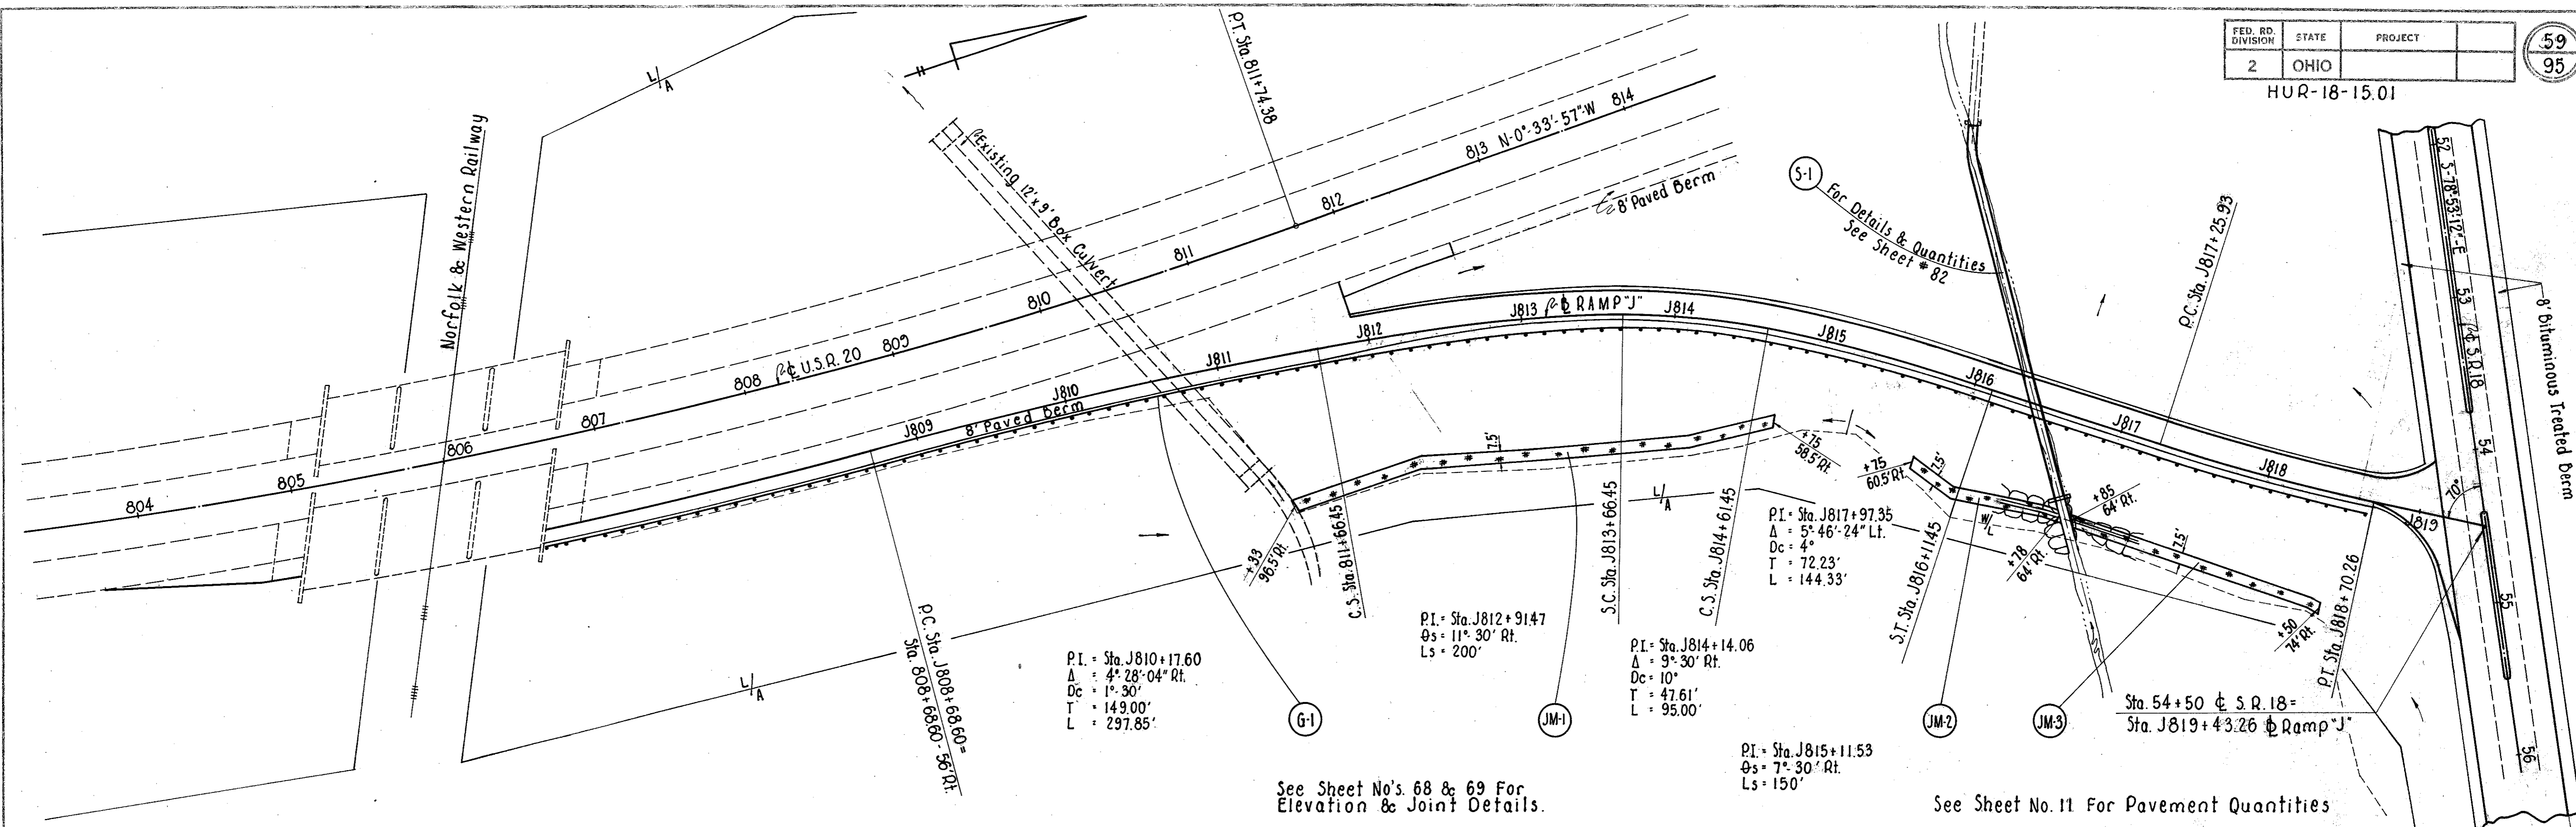 FED. RD. DIVISION
STATE
PROJECT
2
OHIO
59
95
HUR-18-15.01
L/A
Norfolk & Western Railway
℄ Existing 12' x 9' Box Culvert
P.T. Sta. 811+74.38
N-0°-33'-57"-W
804
805
806
807
808
℄ U.S.R. 20
809
810
811
812
813
814
8' Paved Berm
S-1
For Details & Quantities
See Sheet # 82
P.C. Sta. J817+25.93
52
S-78°-53'-12"-E
53
℄ S.R. 18
54
55
56
8' Bituminous Treated Berm
J809
J810
8' Paved Berm
J811
J812
J813
℄ RAMP "J"
J814
J815
J816
J817
J818
J819
70°
7.5'
+75
58.5' Rt.
+75
60.5' Rt.
7.5'
+85
64' Rt.
W/L
+78
64' Rt.
7.5'
+50
74' Rt.
+33
96.5' Rt.
L/A
L/A
P.C. Sta. J808+68.60=
Sta. 808+68.60-56' Rt.
C.S. Sta. J811+66.45
S.C. Sta. J813+66.45
C.S. Sta. J814+61.45
S.T. Sta. J816+11.45
P.T. Sta. J818+70.26
P.I. = Sta. J817+97.35
Δ = 5°-46'-24" Lt.
Dc = 4°
T = 72.23'
L = 144.33'
P.I. = Sta. J810+17.60
Δ = 4°-28'-04" Rt.
Dc = 1°-30'
T = 149.00'
L = 297.85'
P.I. = Sta. J812+91.47
θs = 11°-30' Rt.
Ls = 200'
P.I. = Sta. J814+14.06
Δ = 9°-30' Rt.
Dc = 10°
T = 47.61'
L = 95.00'
P.I. = Sta. J815+11.53
θs = 7°-30' Rt.
Ls = 150'
G-1
JM-1
JM-2
JM-3
Sta. 54+50 ℄ S.R. 18=
Sta. J819+43.26 ℄ Ramp "J"
See Sheet No's. 68 & 69 For
Elevation & Joint Details.
See Sheet No. 11 For Pavement Quantities